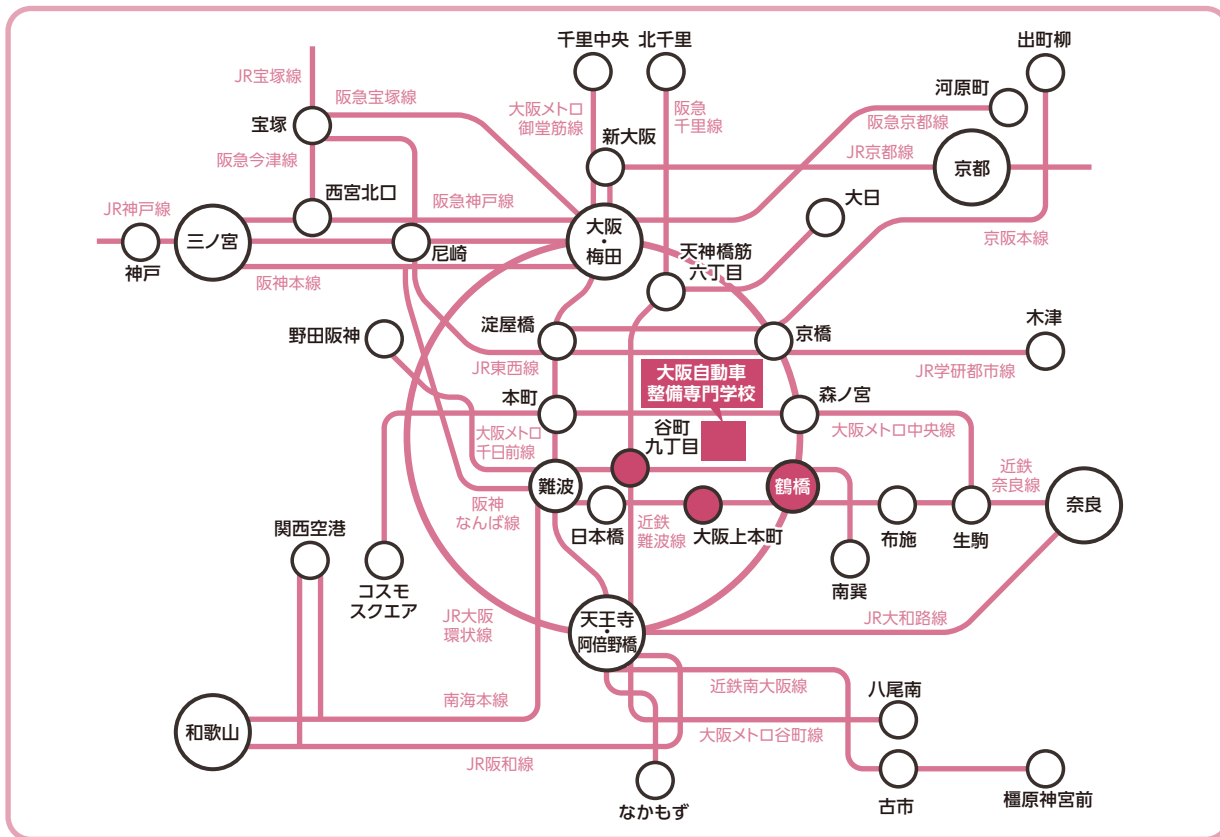 千里中央
北千里
出町柳
JR宝塚線
阪急宝塚線
大阪メトロ
御堂筋線
阪急
千里線
河原町
阪急京都線
宝塚
新大阪
JR京都線
京都
阪急今津線
西宮北口
阪急神戸線
大日
JR神戸線
三ノ宮
神戸
尼崎
大阪
・
梅田
天神橋筋
六丁目
京阪本線
阪神本線
野田阪神
淀屋橋
京橋
木津
JR東西線
JR学研都市線
大阪自動車
整備専門学校
本町
森ノ宮
大阪メトロ
千日前線
谷町
九丁目
大阪メトロ中央線
近鉄
奈良線
難波
鶴橋
奈良
阪神
なんば線
日本橋
近鉄
難波線
大阪上本町
布施
生駒
関西空港
コスモ
スクエア
南巽
JR大阪
環状線
天王寺
・
阿倍野橋
JR大和路線
南海本線
近鉄南大阪線
八尾南
和歌山
大阪メトロ谷町線
JR阪和線
なかもず
古市
橿原神宮前